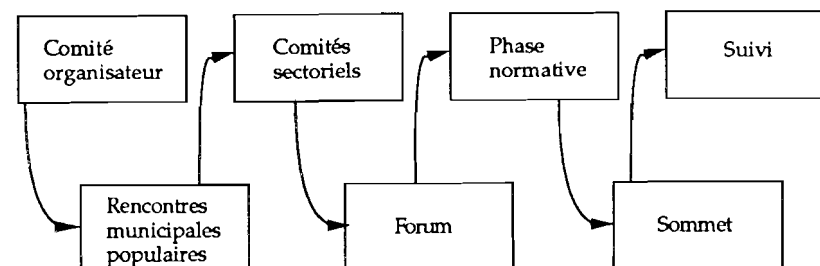 Comité
organisateur
Rencontres
municipales
populaires
Comités
sectoriels
Forum
Phase
normative
Sommet
Suivi